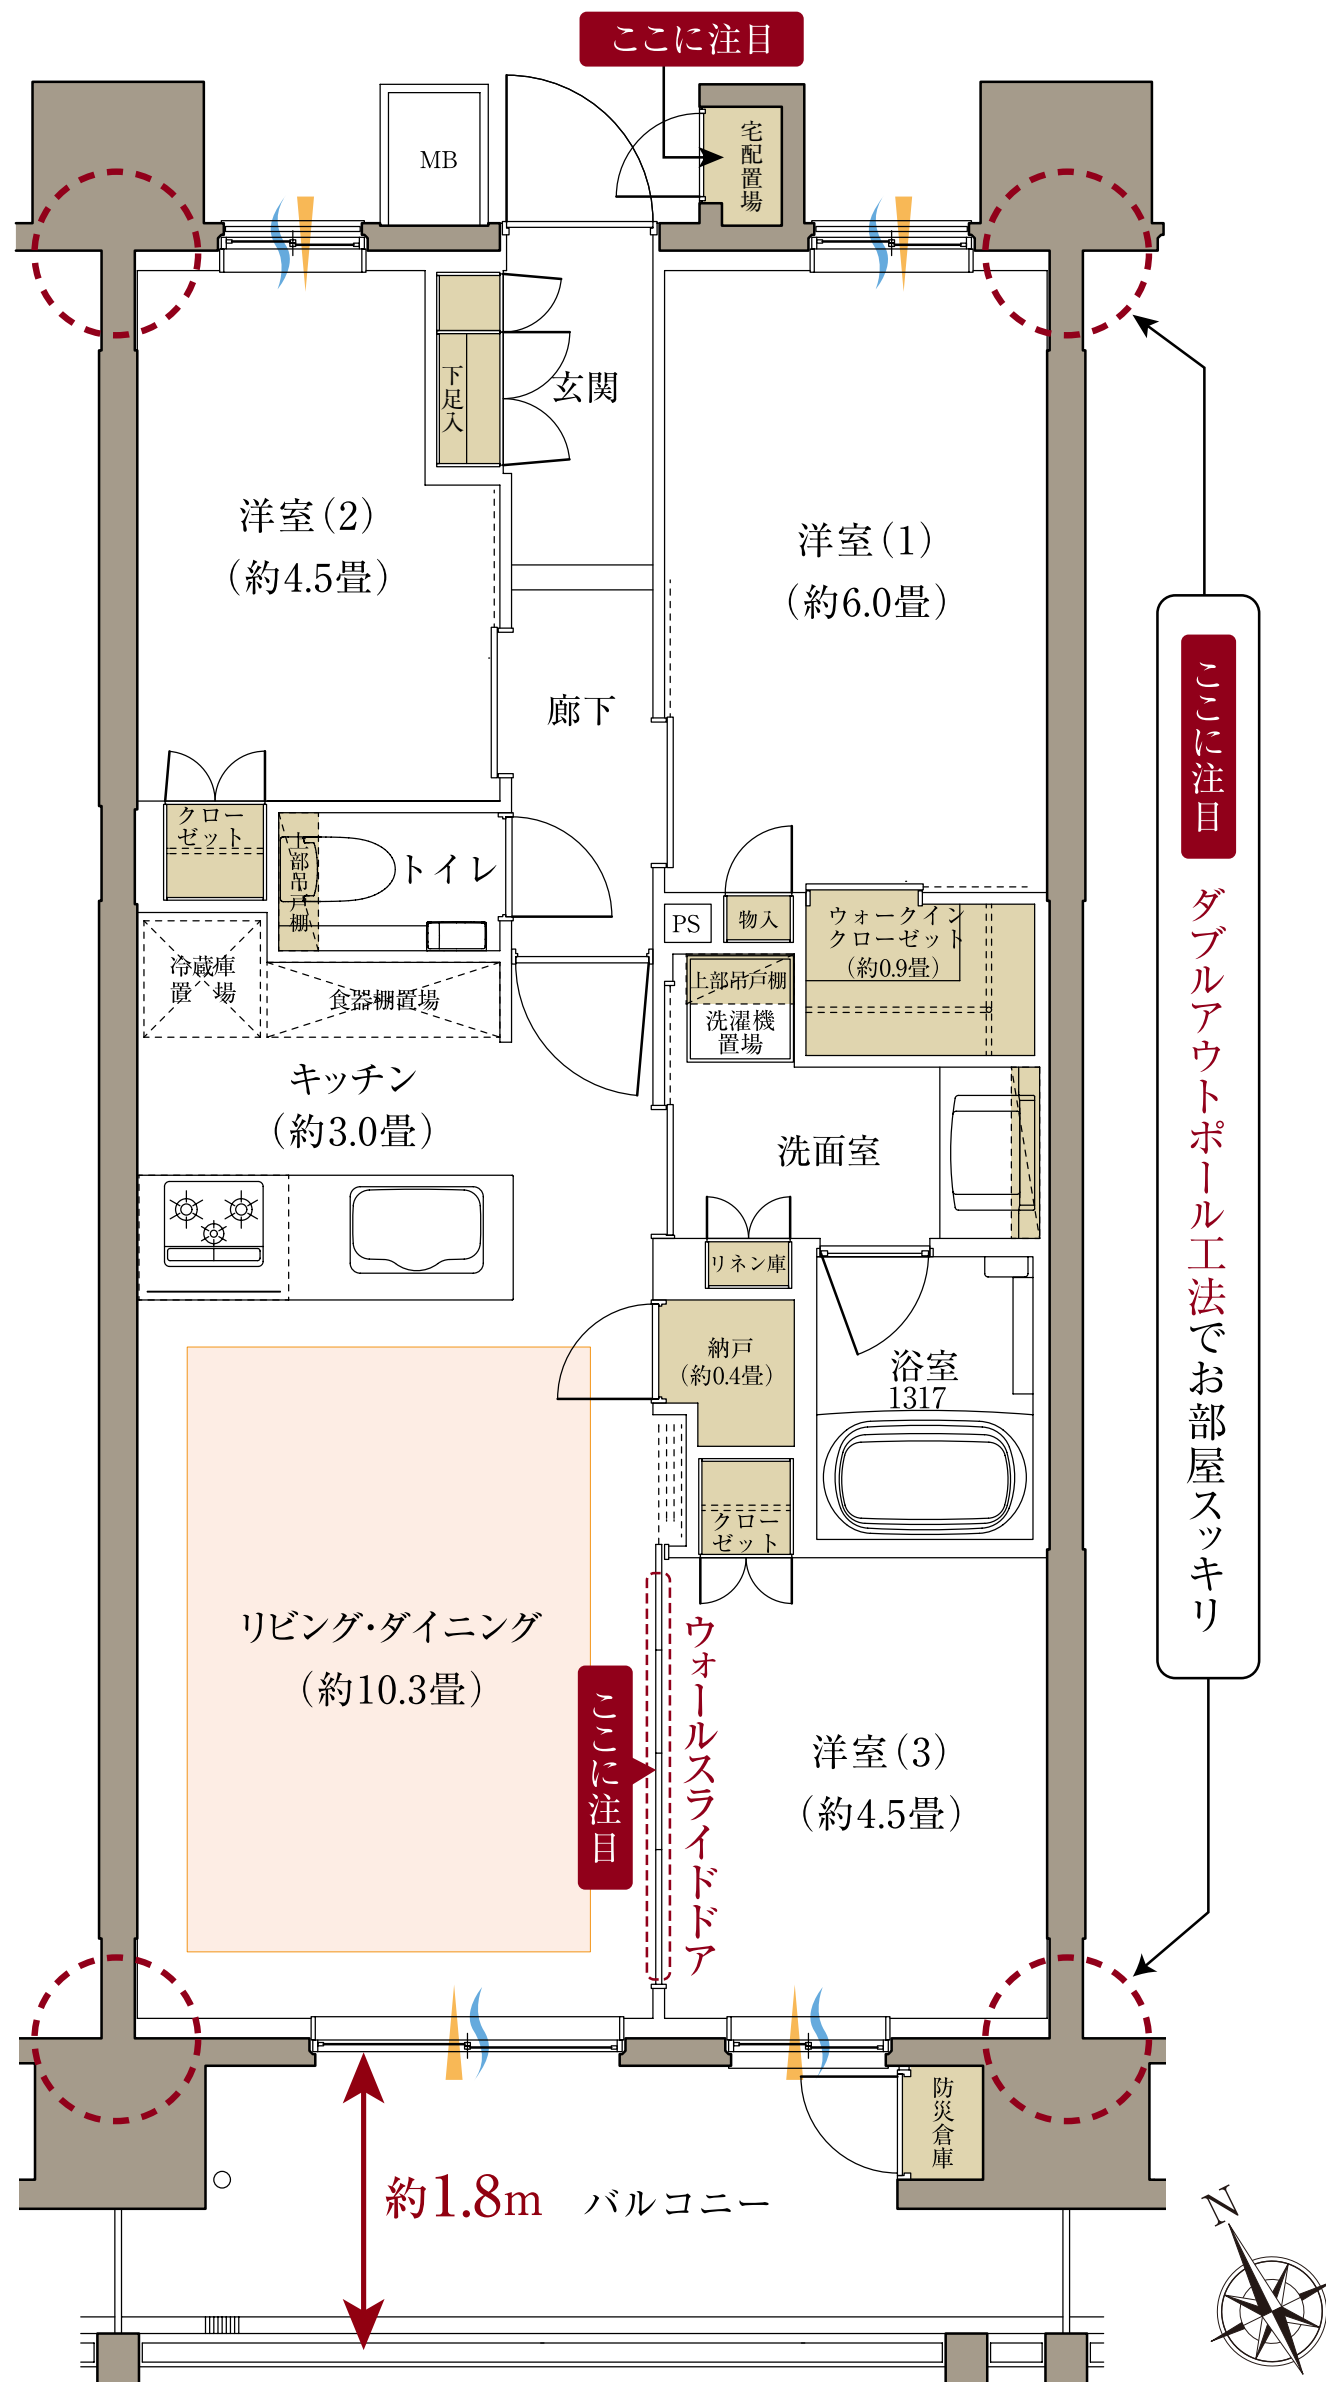 ここに注目
宅配置場
MB
下足入
玄関
洋室(2)
(約4.5畳)
洋室(1)
(約6.0畳)
廊下
クロー
ゼット
上部吊戸棚
トイレ
PS
物入
ウォークイン
クローゼット
(約0.9畳)
冷蔵庫
置場
食器棚置場
上部吊戸棚
洗濯機
置場
キッチン
(約3.0畳)
洗面室
リネン庫
納戸
(約0.4畳)
浴室
1317
クロー
ゼット
リビング・ダイニング
(約10.3畳)
ここに注目
ウォールスライドドア
洋室(3)
(約4.5畳)
ここに注目
ダブルアウトポール工法でお部屋スッキリ
防災倉庫
約1.8m
バルコニー
N